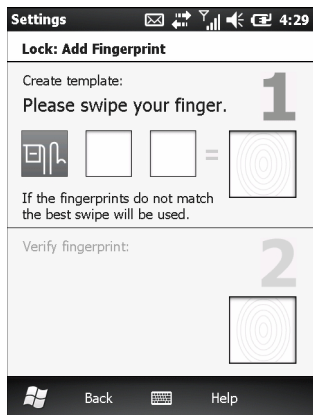 Settings 4:29
Lock: Add Fingerprint
Create template:
1
Please swipe your finger.
=
If the fingerprints do not match
the best swipe will be used.
Verify fingerprint:
2
Back Help